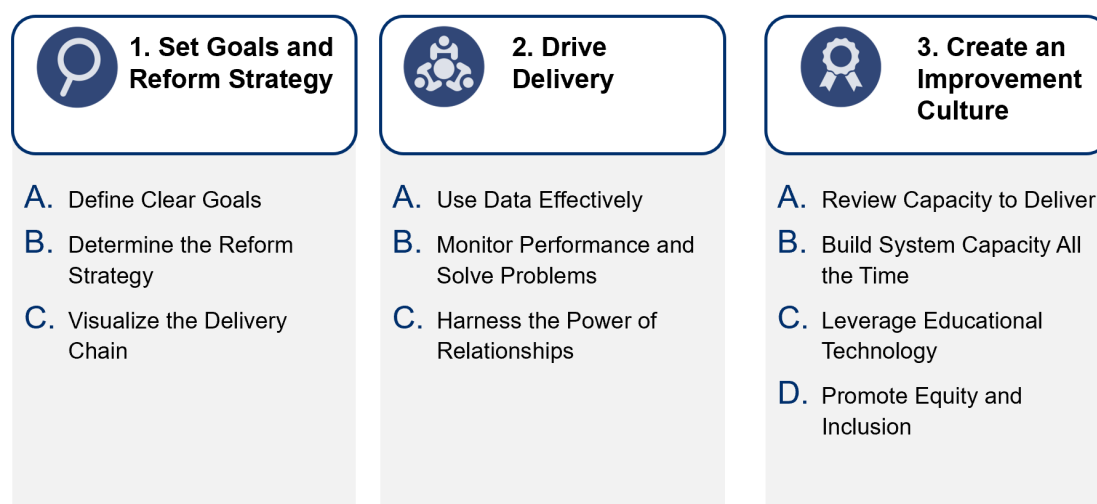 1. Set Goals and
Reform Strategy
A. Define Clear Goals
B. Determine the Reform
Strategy
C. Visualize the Delivery
Chain
2. Drive
Delivery
A. Use Data Effectively
B. Monitor Performance and
Solve Problems
C. Harness the Power of
Relationships
3. Create an
Improvement
Culture
A. Review Capacity to Deliver
B. Build System Capacity All
the Time
C. Leverage Educational
Technology
D. Promote Equity and
Inclusion